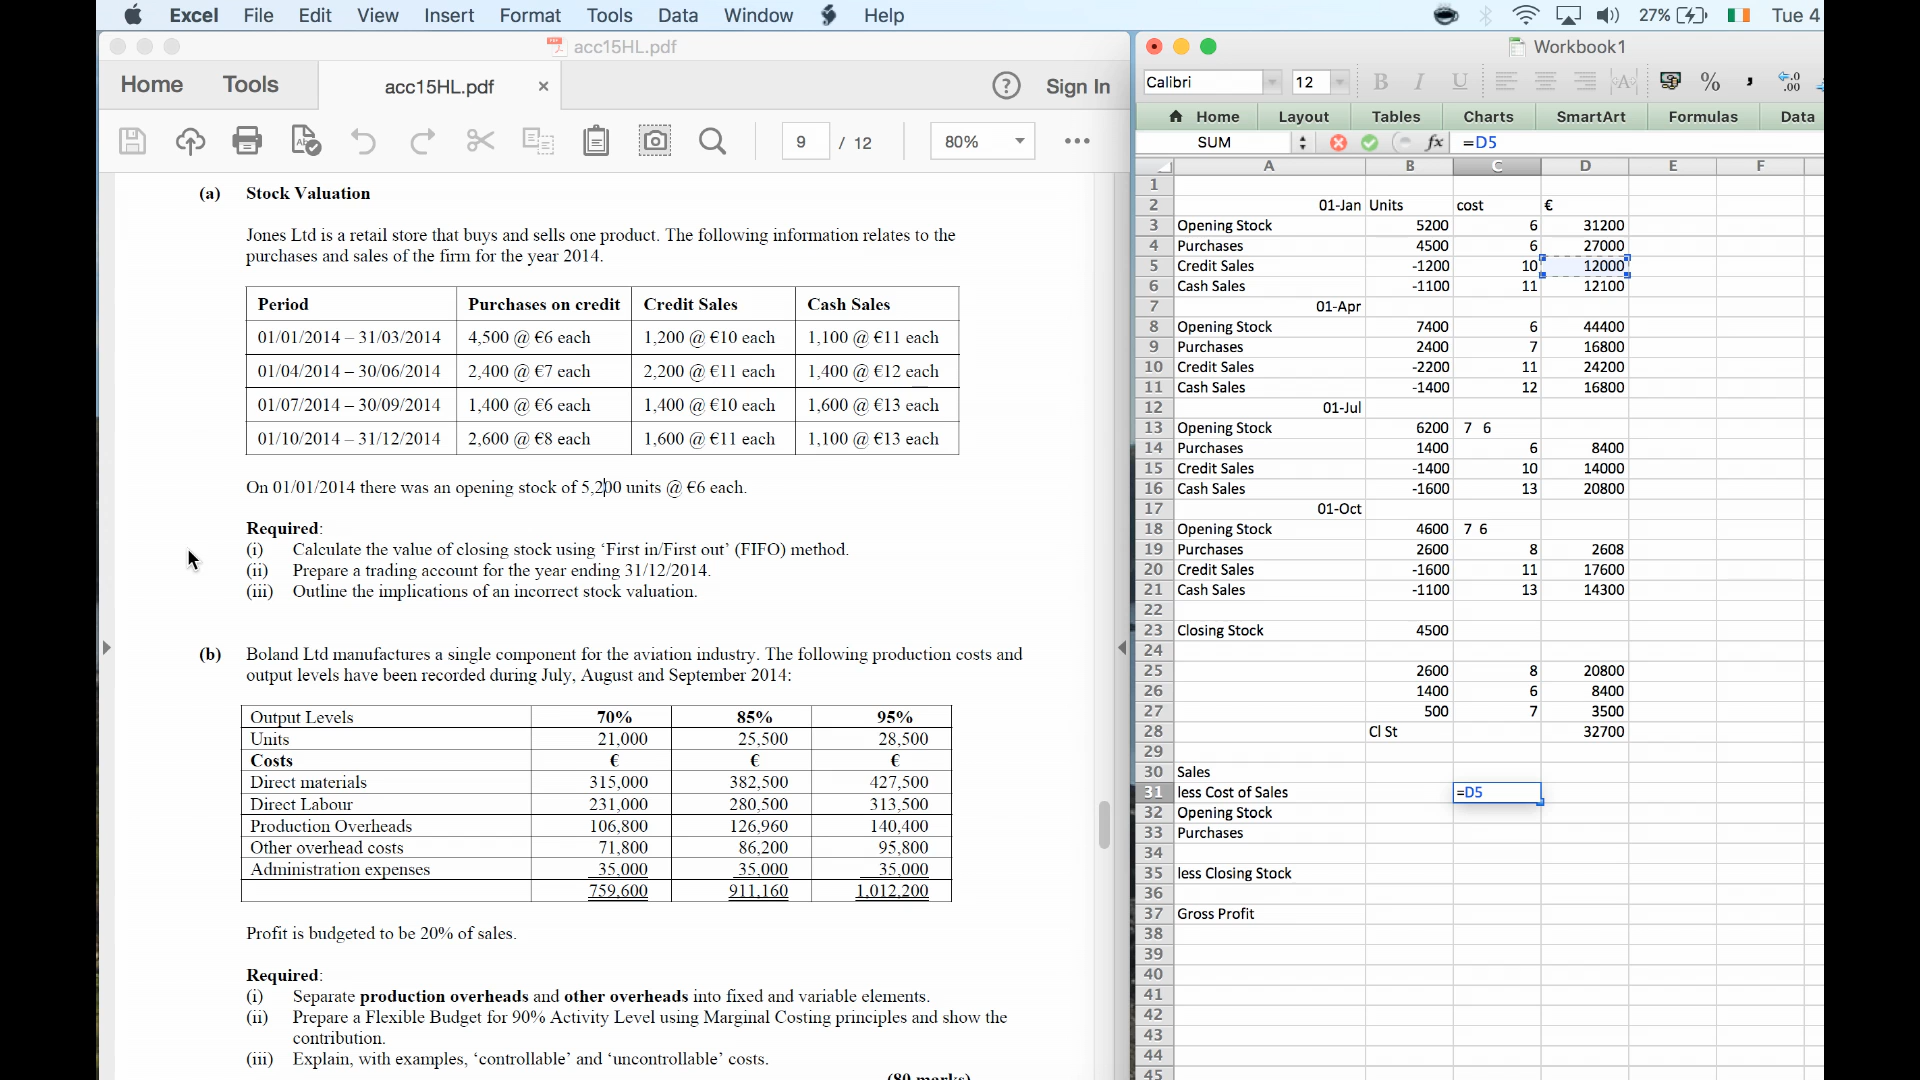 Excel File Edit View Insert Format Tools Data Window Help 27% Tue 4
acc15HL.pdf
Home Tools acc15HL.pdf × ? Sign In
9 / 12 80%
(a) Stock Valuation
Jones Ltd is a retail store that buys and sells one product. The following information relates to the
purchases and sales of the firm for the year 2014.
Period Purchases on credit Credit Sales Cash Sales
01/01/2014 – 31/03/2014 4,500 @ €6 each 1,200 @ €10 each 1,100 @ €11 each
01/04/2014 – 30/06/2014 2,400 @ €7 each 2,200 @ €11 each 1,400 @ €12 each
01/07/2014 – 30/09/2014 1,400 @ €6 each 1,400 @ €10 each 1,600 @ €13 each
01/10/2014 – 31/12/2014 2,600 @ €8 each 1,600 @ €11 each 1,100 @ €13 each
On 01/01/2014 there was an opening stock of 5,200 units @ €6 each.
Required:
(i) Calculate the value of closing stock using ‘First in/First out’ (FIFO) method.
(ii) Prepare a trading account for the year ending 31/12/2014.
(iii) Outline the implications of an incorrect stock valuation.
(b) Boland Ltd manufactures a single component for the aviation industry. The following production costs and
output levels have been recorded during July, August and September 2014:
Output Levels 70% 85% 95%
Units 21,000 25,500 28,500
Costs € € €
Direct materials 315,000 382,500 427,500
Direct Labour 231,000 280,500 313,500
Production Overheads 106,800 126,960 140,400
Other overhead costs 71,800 86,200 95,800
Administration expenses 35,000 35,000 35,000
759,600 911,160 1,012,200
Profit is budgeted to be 20% of sales.
Required:
(i) Separate production overheads and other overheads into fixed and variable elements.
(ii) Prepare a Flexible Budget for 90% Activity Level using Marginal Costing principles and show the
contribution.
(iii) Explain, with examples, ‘controllable’ and ‘uncontrollable’ costs.
(80 marks)
Workbook1
Calibri 12 B I U A % , .0 .00
Home Layout Tables Charts SmartArt Formulas Data
SUM fx =D5
A B C D E F
1
2 01-Jan Units cost €
3 Opening Stock 5200 6 31200
4 Purchases 4500 6 27000
5 Credit Sales -1200 10 12000
6 Cash Sales -1100 11 12100
7 01-Apr
8 Opening Stock 7400 6 44400
9 Purchases 2400 7 16800
10 Credit Sales -2200 11 24200
11 Cash Sales -1400 12 16800
12 01-Jul
13 Opening Stock 6200 7 6
14 Purchases 1400 6 8400
15 Credit Sales -1400 10 14000
16 Cash Sales -1600 13 20800
17 01-Oct
18 Opening Stock 4600 7 6
19 Purchases 2600 8 2608
20 Credit Sales -1600 11 17600
21 Cash Sales -1100 13 14300
22
23 Closing Stock 4500
24
25 2600 8 20800
26 1400 6 8400
27 500 7 3500
28 Cl St 32700
29
30 Sales
31 less Cost of Sales =D5
32 Opening Stock
33 Purchases
34
35 less Closing Stock
36
37 Gross Profit
38
39
40
41
42
43
44
45